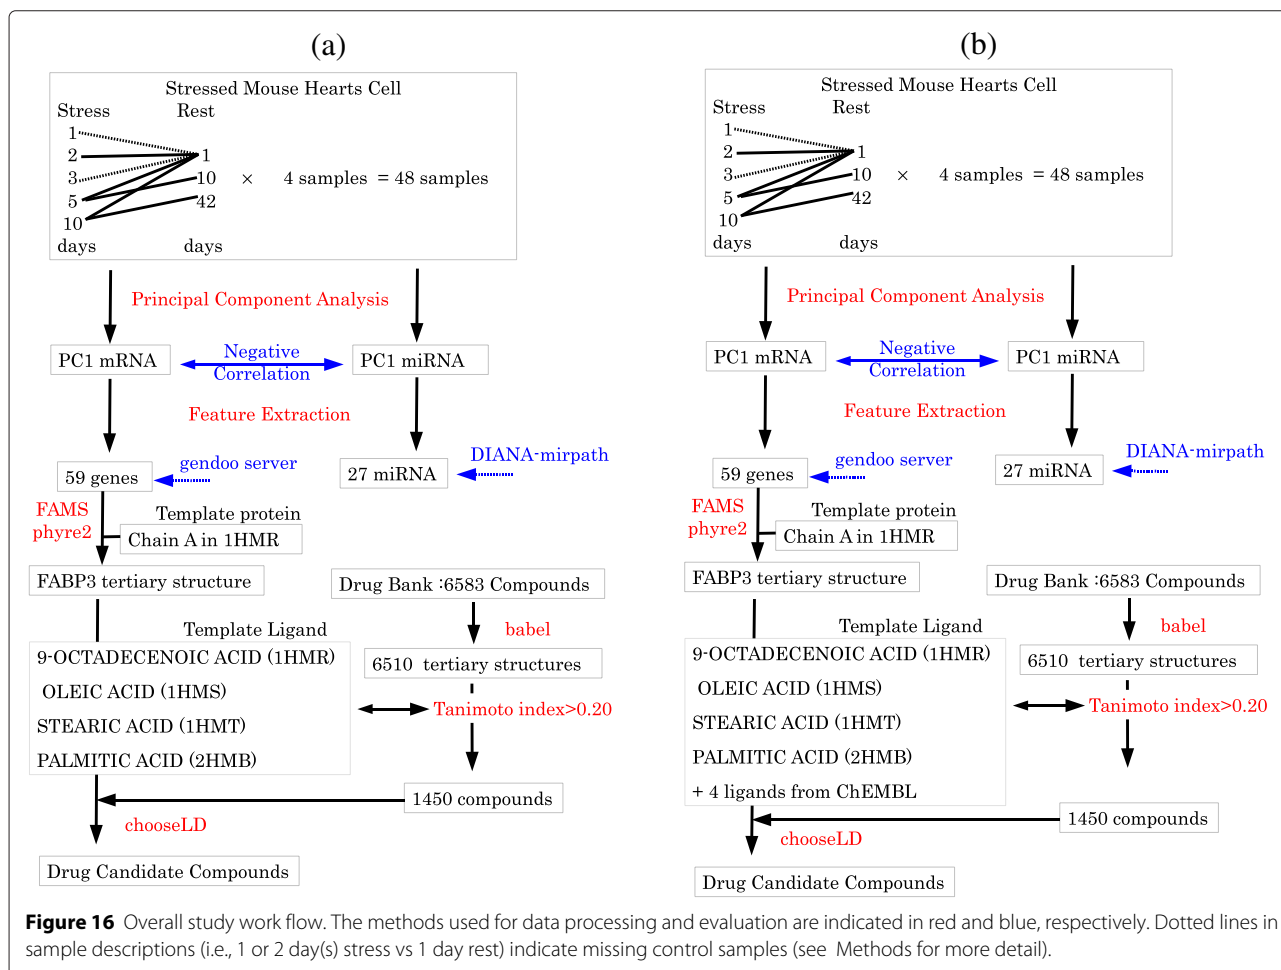 (a)
Stressed Mouse Hearts Cell
Stress Rest
1
2 1
3 10 × 4 samples = 48 samples
5 42
10
days days
Principal Component Analysis
PC1 mRNA Negative Correlation PC1 miRNA
Feature Extraction
59 genes gendoo server 27 miRNA DIANA-mirpath
FAMS
phyre2
Template protein
Chain A in 1HMR
FABP3 tertiary structure
Drug Bank :6583 Compounds
babel
6510 tertiary structures
Template Ligand
9-OCTADECENOIC ACID (1HMR)
OLEIC ACID (1HMS)
STEARIC ACID (1HMT)
PALMITIC ACID (2HMB)
Tanimoto index>0.20
1450 compounds
chooseLD
Drug Candidate Compounds
(b)
Stressed Mouse Hearts Cell
Stress Rest
1
2 1
3 10 × 4 samples = 48 samples
5 42
10
days days
Principal Component Analysis
PC1 mRNA Negative Correlation PC1 miRNA
Feature Extraction
59 genes gendoo server 27 miRNA DIANA-mirpath
FAMS
phyre2
Template protein
Chain A in 1HMR
FABP3 tertiary structure
Drug Bank :6583 Compounds
babel
6510 tertiary structures
Template Ligand
9-OCTADECENOIC ACID (1HMR)
OLEIC ACID (1HMS)
STEARIC ACID (1HMT)
PALMITIC ACID (2HMB)
+ 4 ligands from ChEMBL
Tanimoto index>0.20
1450 compounds
chooseLD
Drug Candidate Compounds
Figure 16 Overall study work flow. The methods used for data processing and evaluation are indicated in red and blue, respectively. Dotted lines in
sample descriptions (i.e., 1 or 2 day(s) stress vs 1 day rest) indicate missing control samples (see Methods for more detail).